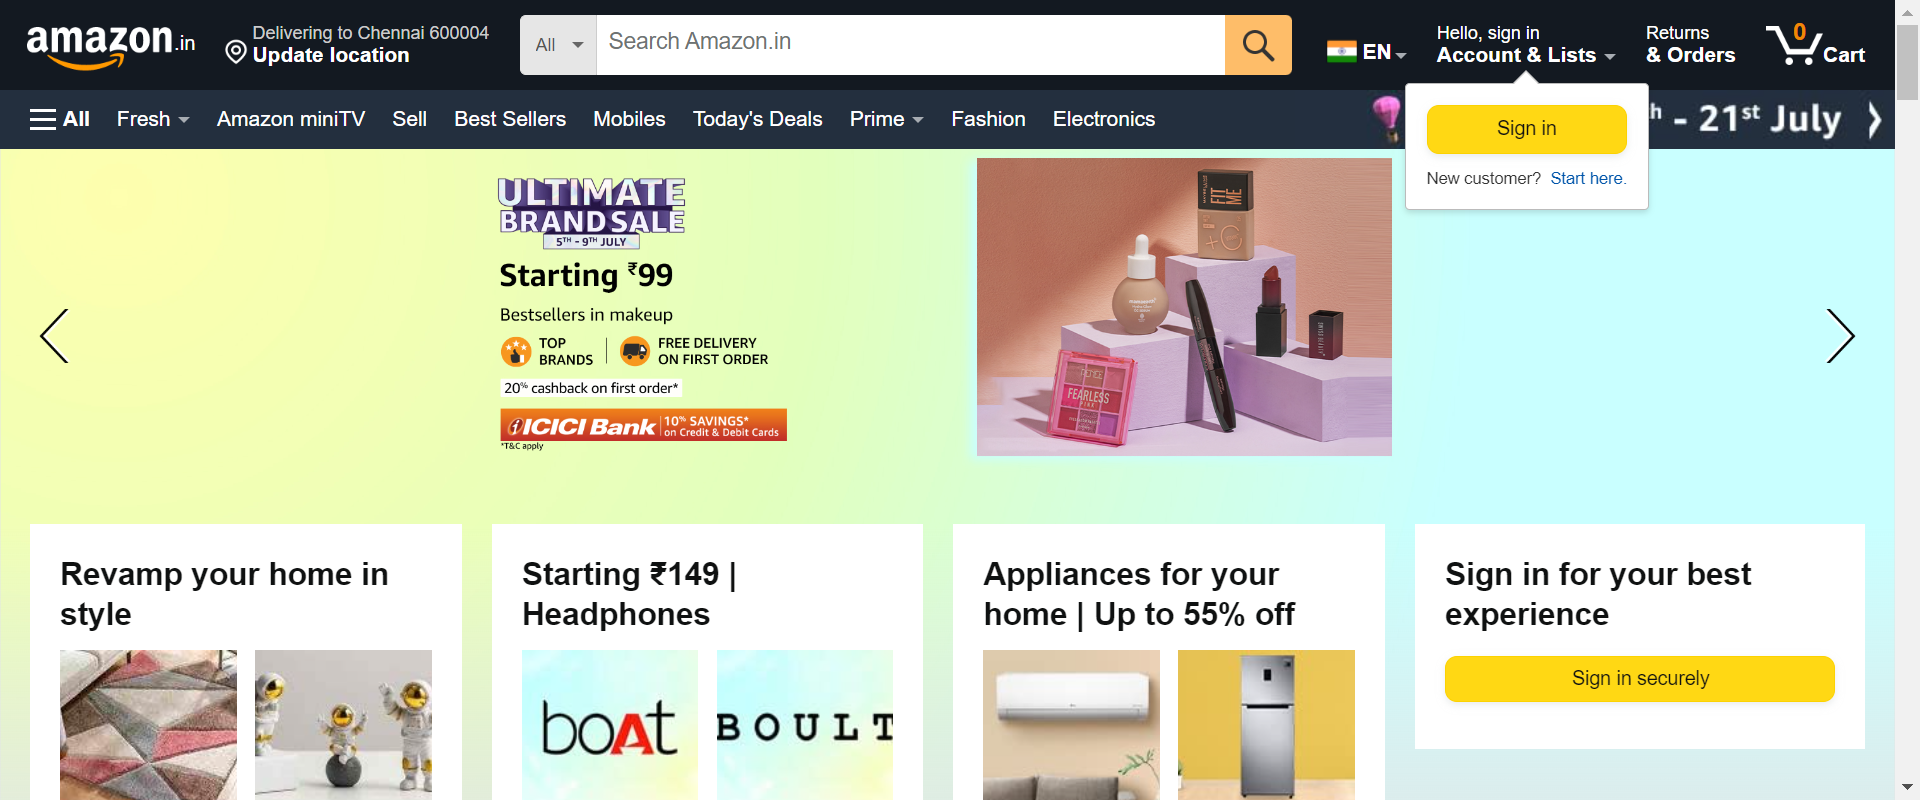 amazon.in
Delivering to Chennai 600004
Update location
All
Search Amazon.in
EN
Hello, sign in
Account & Lists
Returns
& Orders
0
Cart
All
Fresh
Amazon miniTV
Sell
Best Sellers
Mobiles
Today's Deals
Prime
Fashion
Electronics
h - 21st July
Sign in
New customer? Start here.
ULTIMATE
BRAND SALE
5TH - 9TH JULY
Starting ₹99
Bestsellers in makeup
TOP
BRANDS
FREE DELIVERY
ON FIRST ORDER
20% cashback on first order*
ICICI Bank
10% SAVINGS*
on Credit & Debit Cards
*T&C apply
FIT
ME
+C
FEARLESS
Revamp your home in
style
Starting ₹149 |
Headphones
boAt
BOULT
Appliances for your
home | Up to 55% off
Sign in for your best
experience
Sign in securely